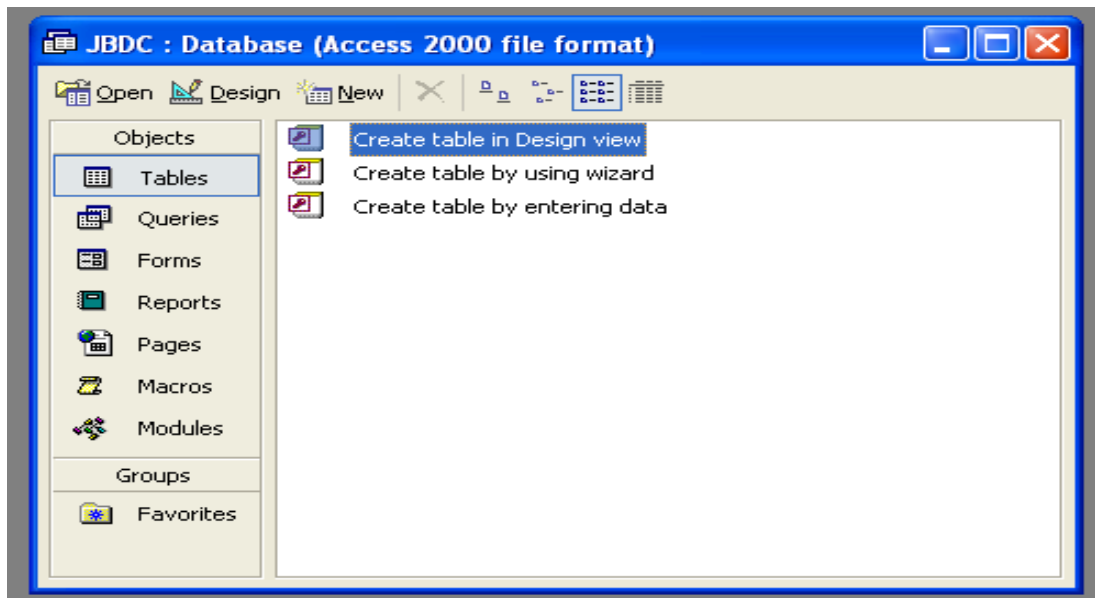 JBDC : Database (Access 2000 file format)
Open Design New
Objects
Tables
Queries
Forms
Reports
Pages
Macros
Modules
Groups
Favorites
Create table in Design view
Create table by using wizard
Create table by entering data